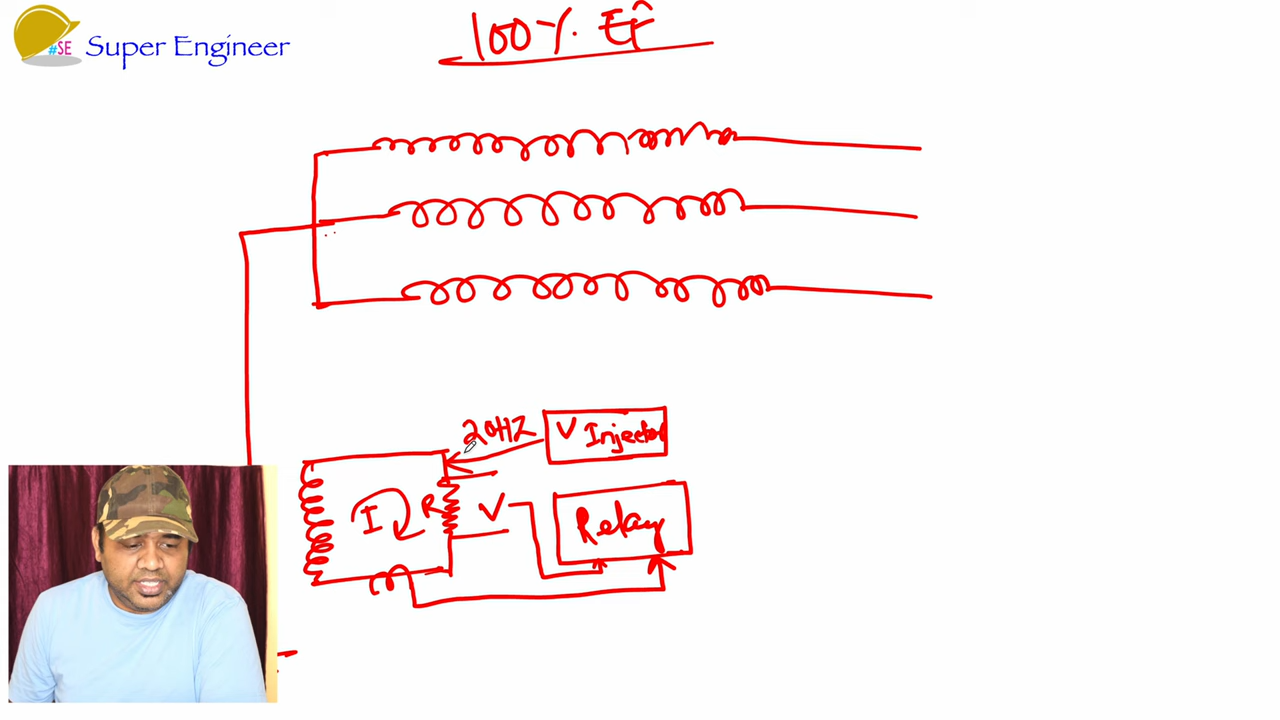 #SE Super Engineer
100% EF
20HZ
V Injector
I
R
V
Relay